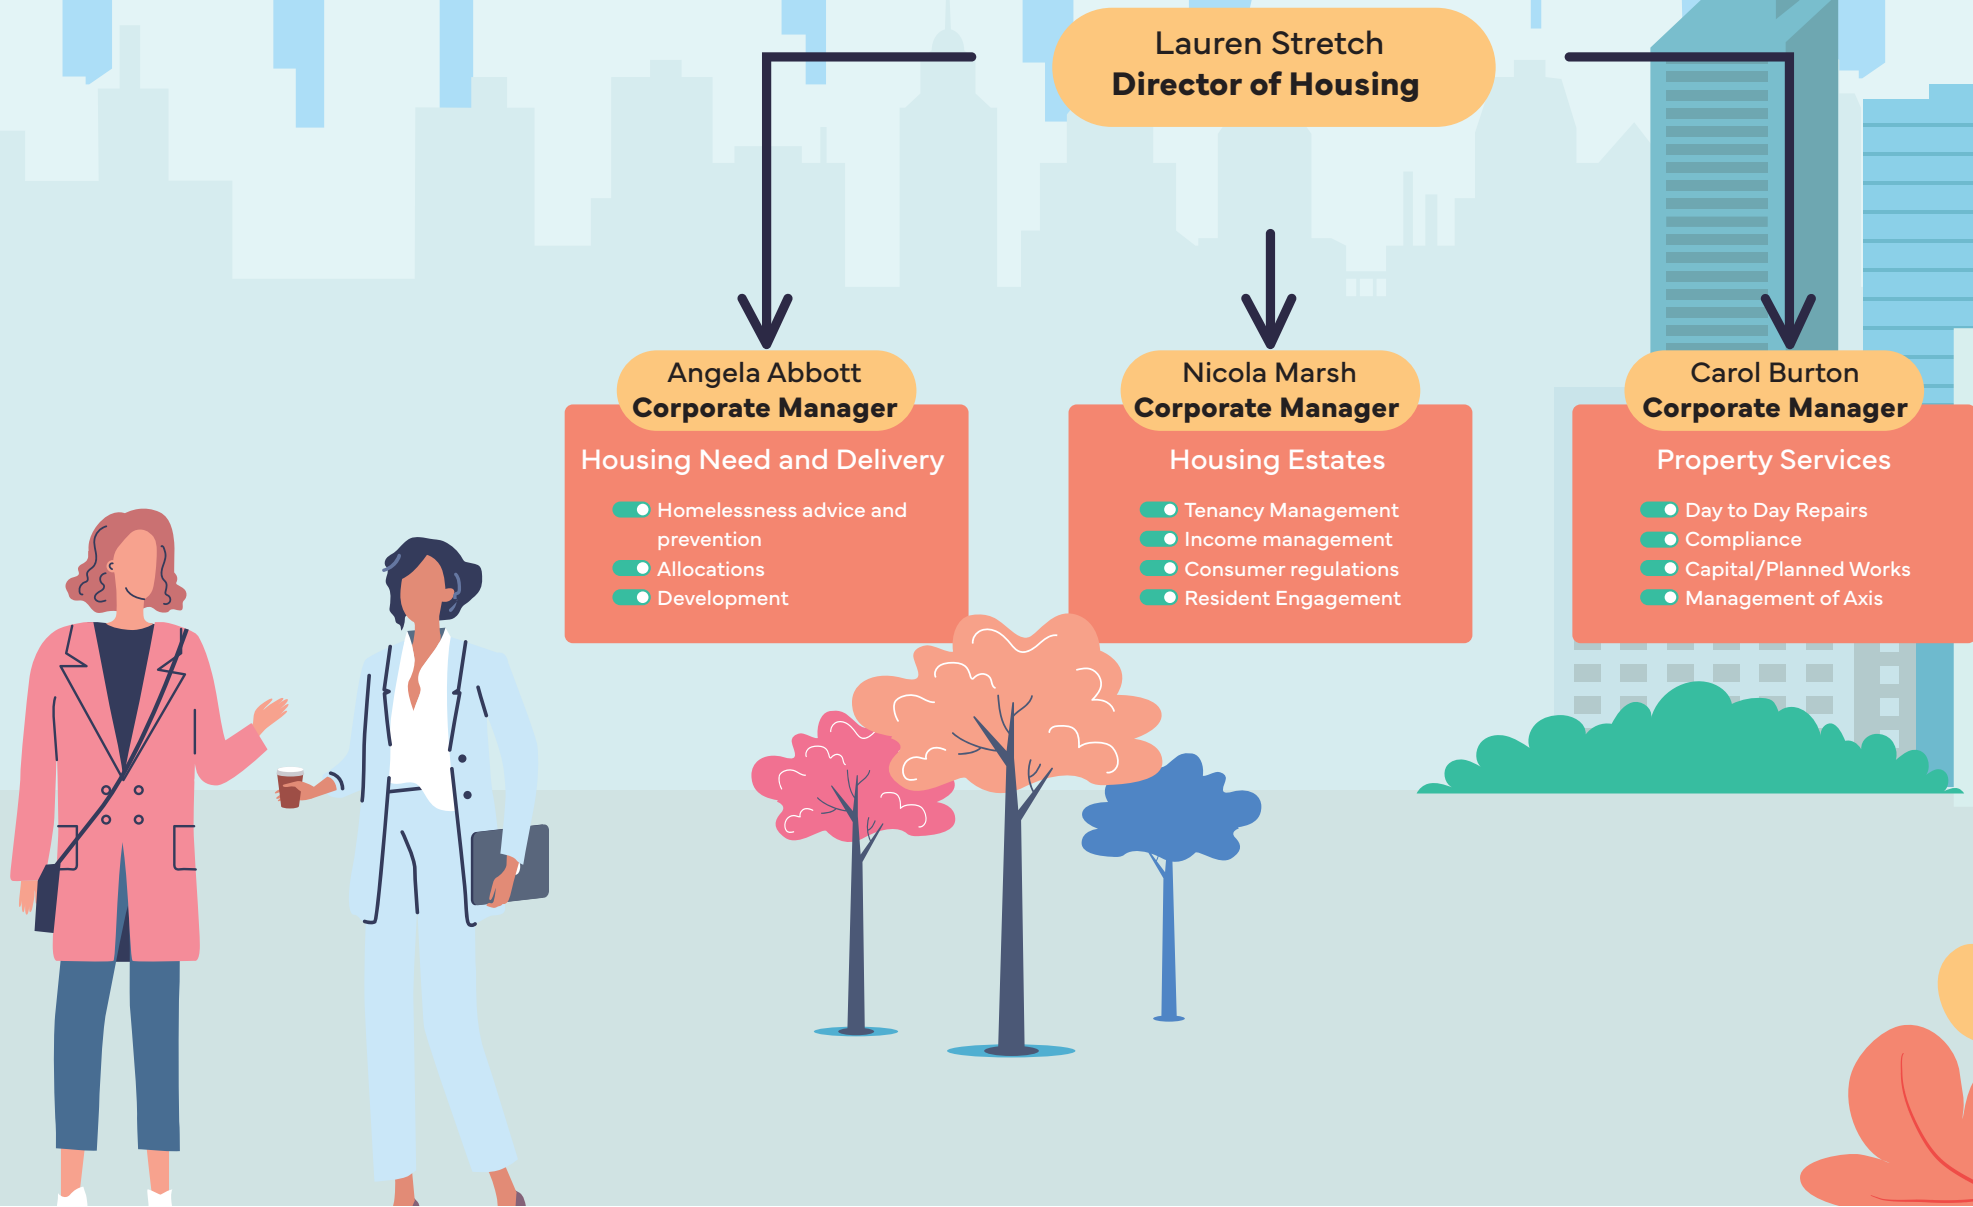 Lauren Stretch
Director of Housing
Angela Abbott
Corporate Manager
Housing Need and Delivery
Homelessness advice and
prevention
Allocations
Development
Nicola Marsh
Corporate Manager
Housing Estates
Tenancy Management
Income management
Consumer regulations
Resident Engagement
Carol Burton
Corporate Manager
Property Services
Day to Day Repairs
Compliance
Capital/Planned Works
Management of Axis